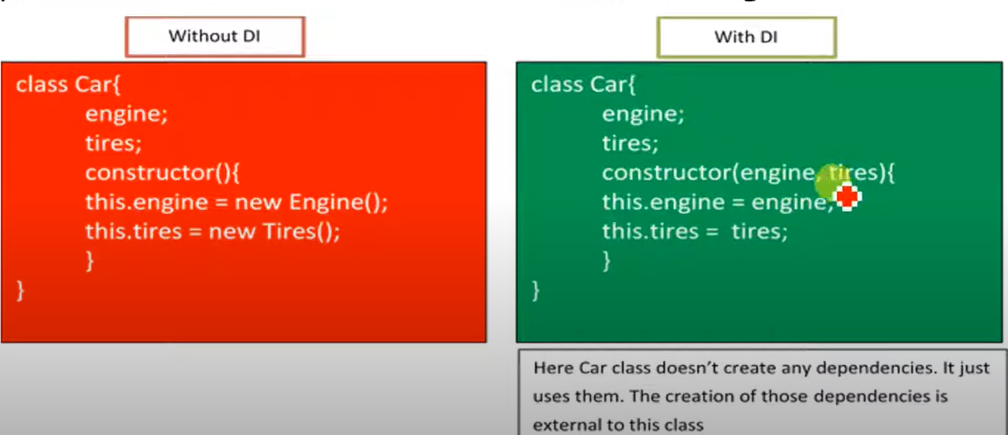 Without DI
class Car{
engine;
tires;
constructor(){
this.engine = new Engine();
this.tires = new Tires();
}
}
With DI
class Car{
engine;
tires;
constructor(engine, tires){
this.engine = engine;
this.tires = tires;
}
}
Here Car class doesn't create any dependencies. It just
uses them. The creation of those dependencies is
external to this class